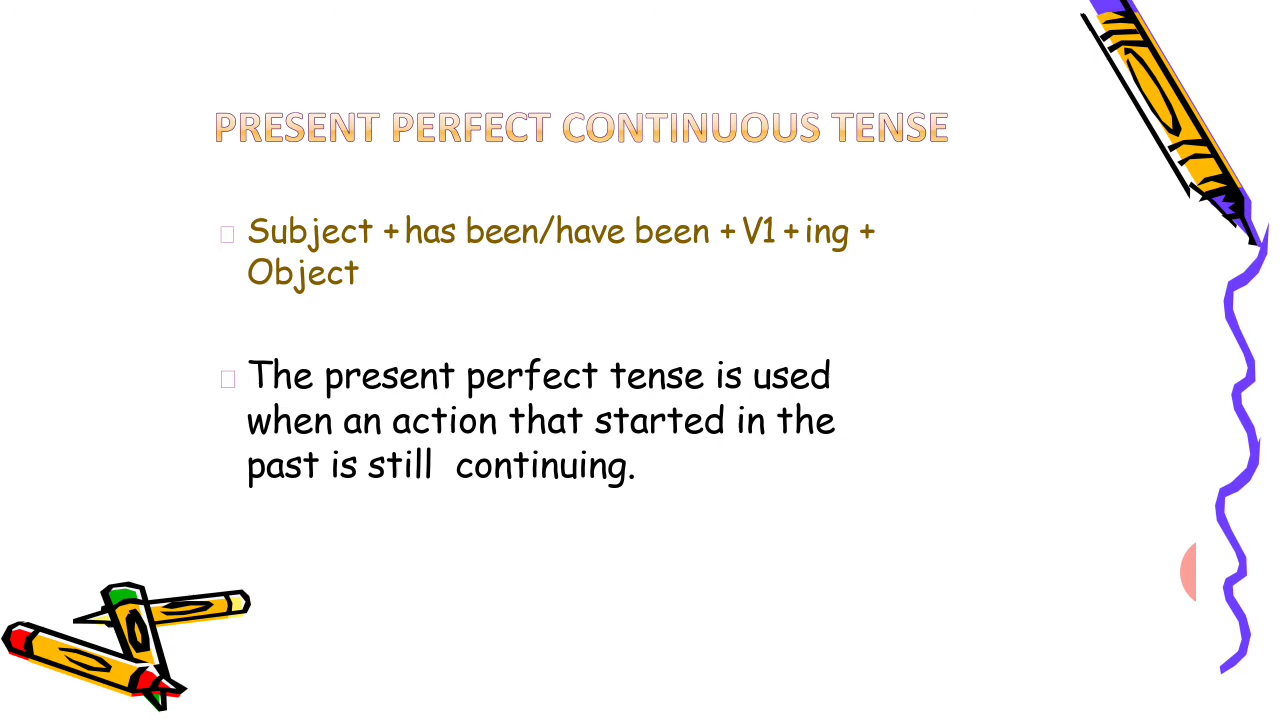 PRESENT PERFECT CONTINUOUS TENSE
Subject + has been/have been + V1 + ing +
Object
The present perfect tense is used
when an action that started in the
past is still continuing.